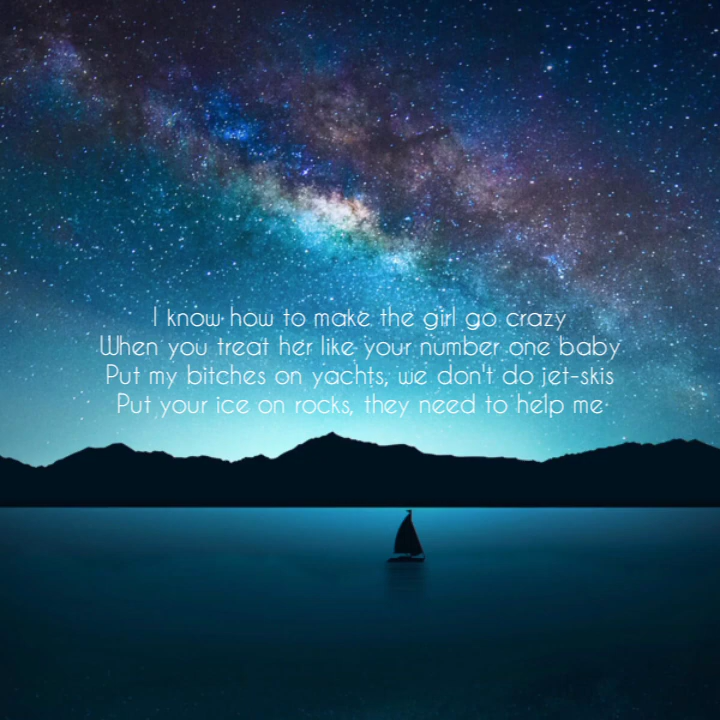 I know how to make the girl go crazy
When you treat her like your number one baby
Put my bitches on yachts, we don't do jet-skis
Put your ice on rocks, they need to help me